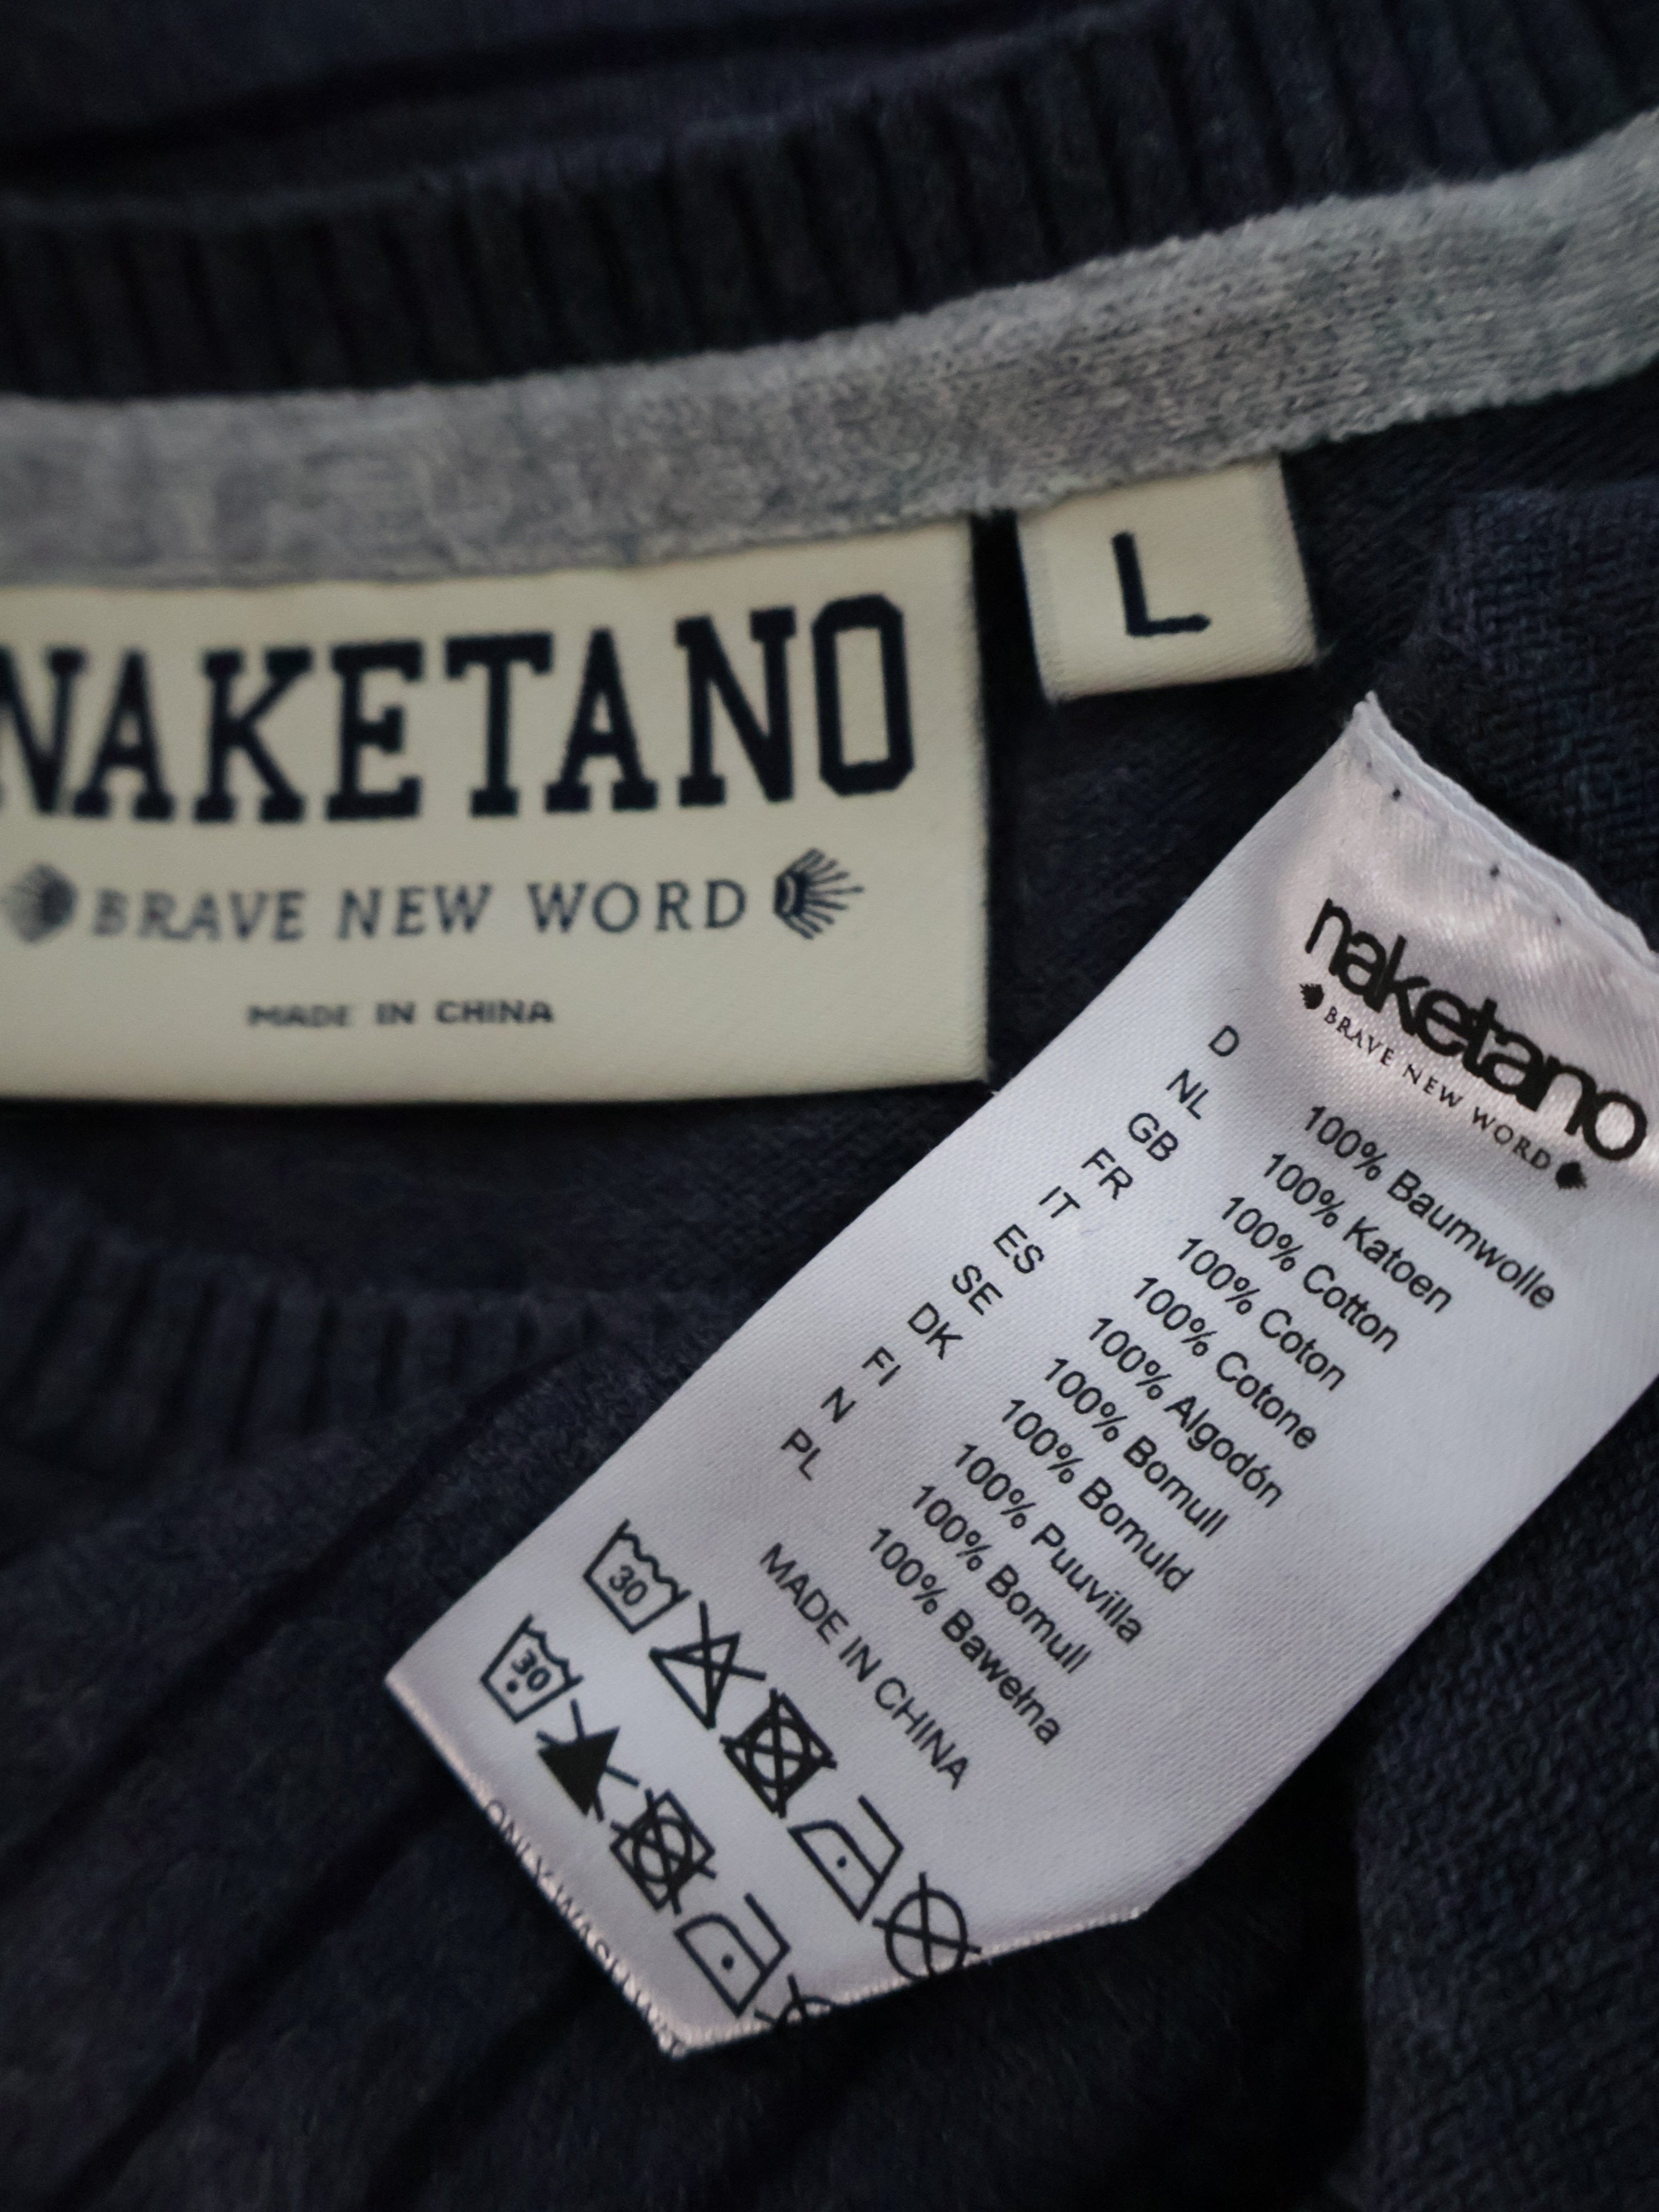 NAKETANO
BRAVE NEW WORD
MADE IN CHINA
L
naketano
BRAVE NEW WORD
D 100% Baumwolle
NL 100% Katoen
GB 100% Cotton
FR 100% Coton
IT 100% Cotone
ES 100% Algodón
SE 100% Bomull
DK 100% Bomuld
FI 100% Puuvilla
N 100% Bomull
PL 100% Bawełna
MADE IN CHINA
30
30
ONLY WASH